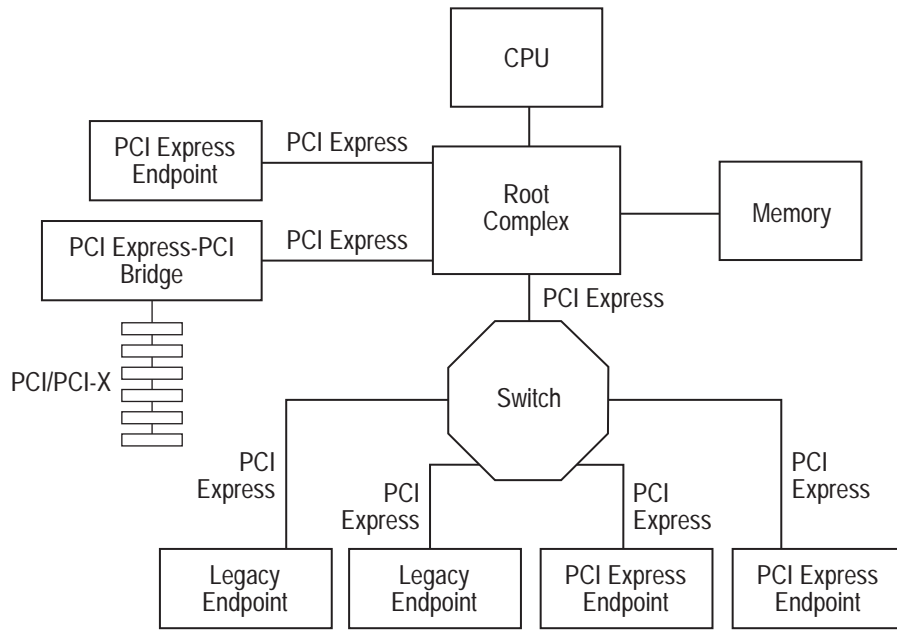 CPU
PCI Express
Endpoint
PCI Express
Root
Complex
Memory
PCI Express-PCI
Bridge
PCI Express
PCI Express
PCI/PCI-X
Switch
PCI
Express
PCI
Express
PCI
Express
PCI
Express
Legacy
Endpoint
Legacy
Endpoint
PCI Express
Endpoint
PCI Express
Endpoint